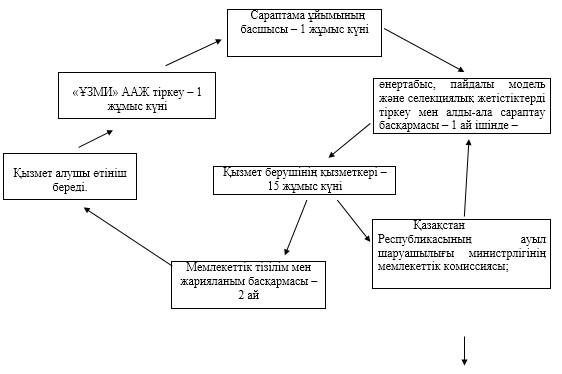 Сараптама ұйымының
басшысы – 1 жұмыс күні
«ҰЗМИ» ААЖ тіркеу – 1
жұмыс күні
өнертабыс, пайдалы модель
және селекциялық жетістіктерді
тіркеу мен алды-ала сараптау
басқармасы – 1 ай ішінде –
Қызмет алушы өтініш
береді.
Қызмет берушінің қызметкері –
15 жұмыс күні
Қазақстан
Республикасының ауыл
шаруашылығы министрлігінің
мемлекеттік комиссиясы;
Мемлекеттік тізілім мен
жарияланым басқармасы –
2 ай